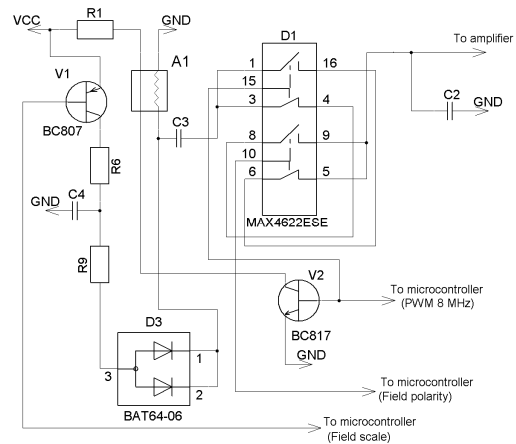 VCC
R1
GND
D1
To amplifier
V1
A1
1
16
15
C2
GND
3
4
BC807
C3
8
9
R6
10
GND
C4
6
5
MAX4622ESE
R9
V2
To microcontroller
(PWM 8 MHz)
BC817
D3
GND
1
3
2
To microcontroller
(Field polarity)
BAT64-06
To microcontroller
(Field scale)